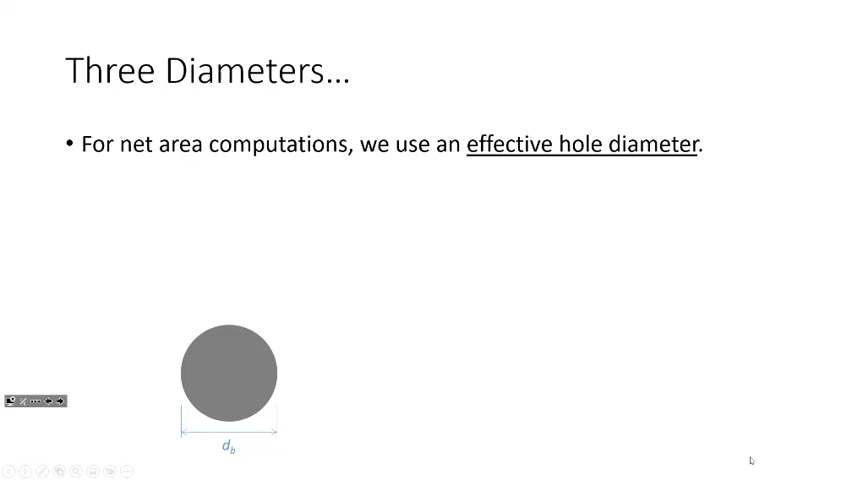 Three Diameters...
• For net area computations, we use an effective hole diameter.
d_b